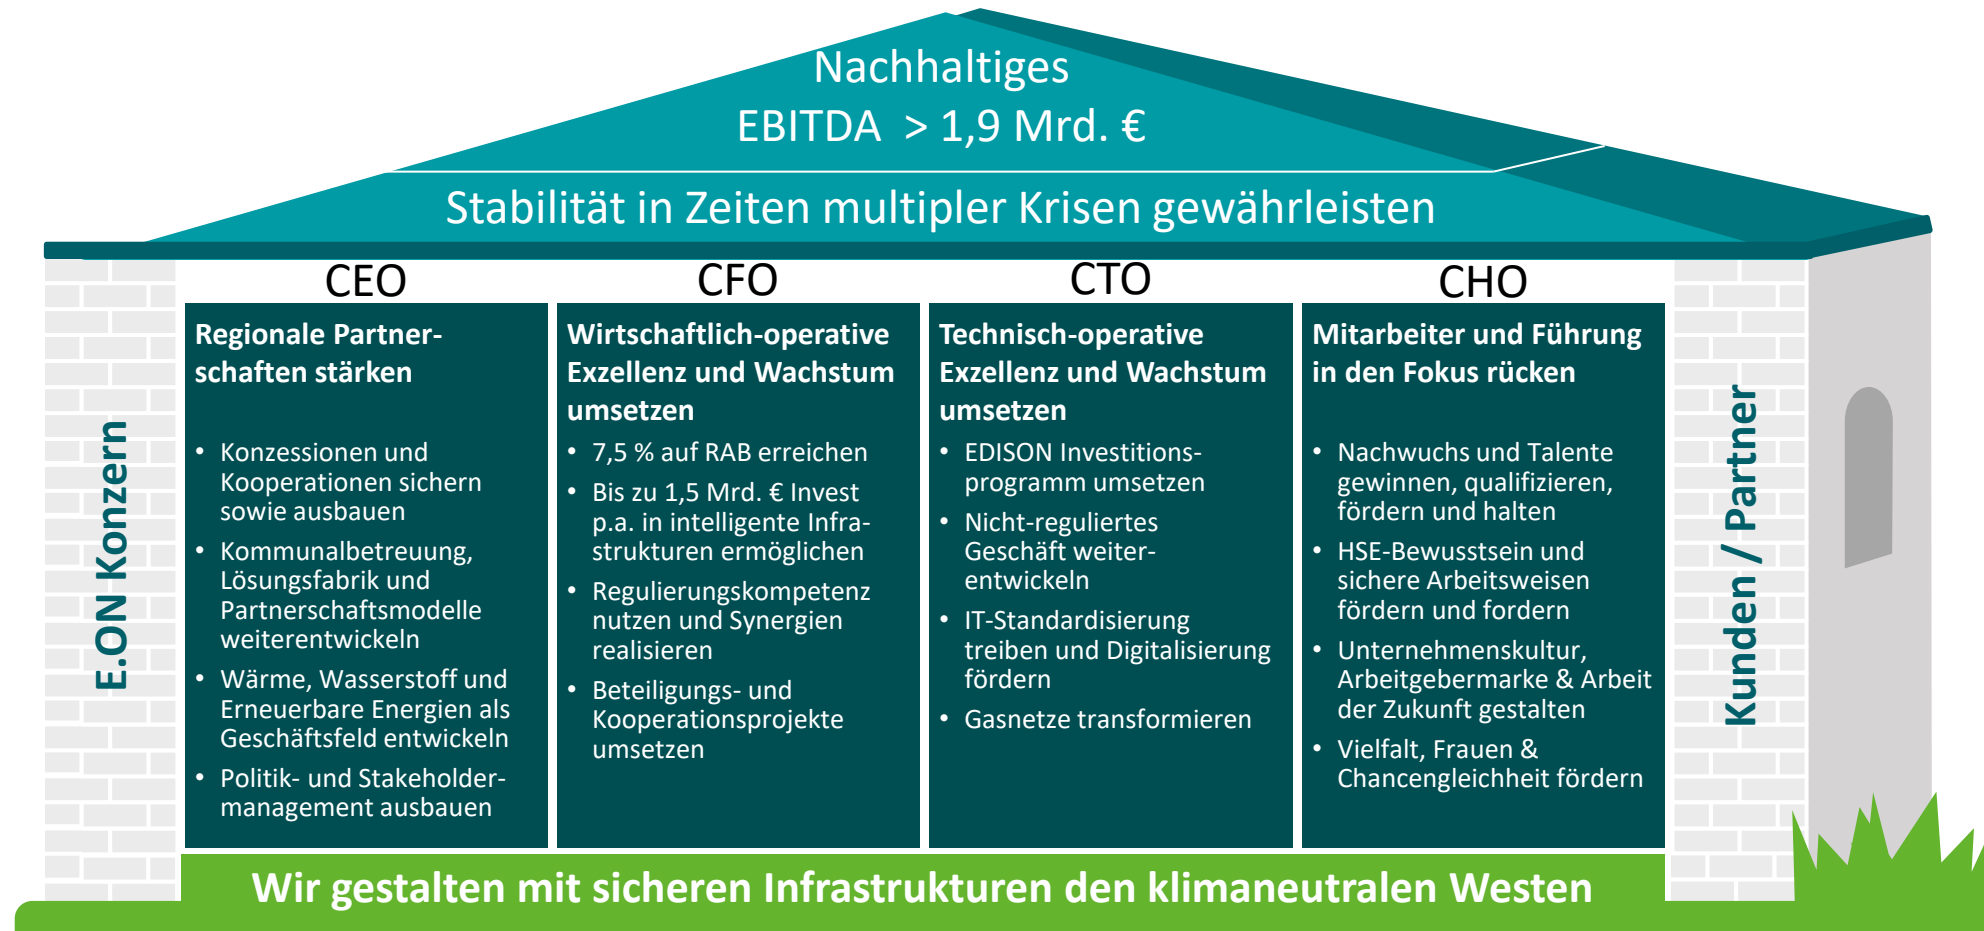 Nachhaltiges
EBITDA > 1,9 Mrd. €
Stabilität in Zeiten multipler Krisen gewährleisten
E.ON Konzern
CEO
Regionale Partner-
schaften stärken
• Konzessionen und
Kooperationen sichern
sowie ausbauen
• Kommunalbetreuung,
Lösungsfabrik und
Partnerschaftsmodelle
weiterentwickeln
• Wärme, Wasserstoff und
Erneuerbare Energien als
Geschäftsfeld entwickeln
• Politik- und Stakeholder-
management ausbauen
CFO
Wirtschaftlich-operative
Exzellenz und Wachstum
umsetzen
• 7,5 % auf RAB erreichen
• Bis zu 1,5 Mrd. € Invest
p.a. in intelligente Infra-
strukturen ermöglichen
• Regulierungskompetenz
nutzen und Synergien
realisieren
• Beteiligungs- und
Kooperationsprojekte
umsetzen
CTO
Technisch-operative
Exzellenz und Wachstum
umsetzen
• EDISON Investitions-
programm umsetzen
• Nicht-reguliertes
Geschäft weiter-
entwickeln
• IT-Standardisierung
treiben und Digitalisierung
fördern
• Gasnetze transformieren
CHO
Mitarbeiter und Führung
in den Fokus rücken
• Nachwuchs und Talente
gewinnen, qualifizieren,
fördern und halten
• HSE-Bewusstsein und
sichere Arbeitsweisen
fördern und fordern
• Unternehmenskultur,
Arbeitgebermarke & Arbeit
der Zukunft gestalten
• Vielfalt, Frauen &
Chancengleichheit fördern
Kunden / Partner
Wir gestalten mit sicheren Infrastrukturen den klimaneutralen Westen